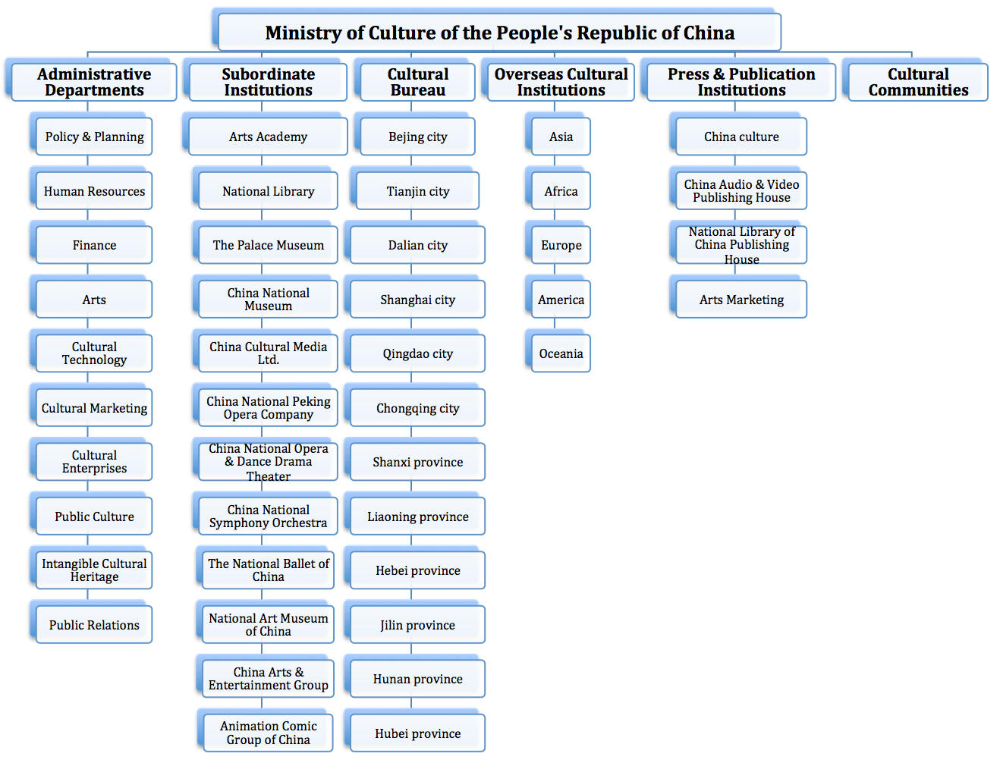 Ministry of Culture of the People's Republic of China
Administrative
Departments
Policy & Planning
Human Resources
Finance
Arts
Cultural
Technology
Cultural Marketing
Cultural
Enterprises
Public Culture
Intangible Cultural
Heritage
Public Relations
Subordinate
Institutions
Arts Academy
National Library
The Palace Museum
China National
Museum
China Cultural Media
Ltd.
China National Peking
Opera Company
China National Opera
& Dance Drama
Theater
China National
Symphony Orchestra
The National Ballet of
China
National Art Museum
of China
China Arts &
Entertainment Group
Animation Comic
Group of China
Cultural
Bureau
Bejing city
Tianjin city
Dalian city
Shanghai city
Qingdao city
Chongqing city
Shanxi province
Liaoning province
Hebei province
Jilin province
Hunan province
Hubei province
Overseas Cultural
Institutions
Asia
Africa
Europe
America
Oceania
Press & Publication
Institutions
China culture
China Audio & Video
Publishing House
National Library of
China Publishing
House
Arts Marketing
Cultural
Communities